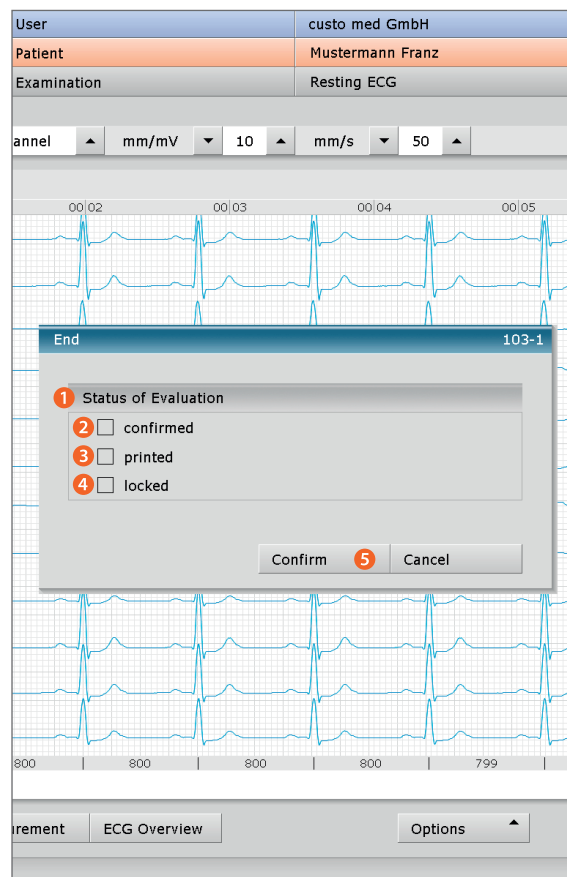 User custo med GmbH
Patient Mustermann Franz
Examination Resting ECG
annel mm/mV 10 mm/s 50
00 02 00 03 00 04 00 05
End 103-1
1 Status of Evaluation
2 confirmed
3 printed
4 locked
Confirm 5 Cancel
800 800 800 800 799
urement ECG Overview Options